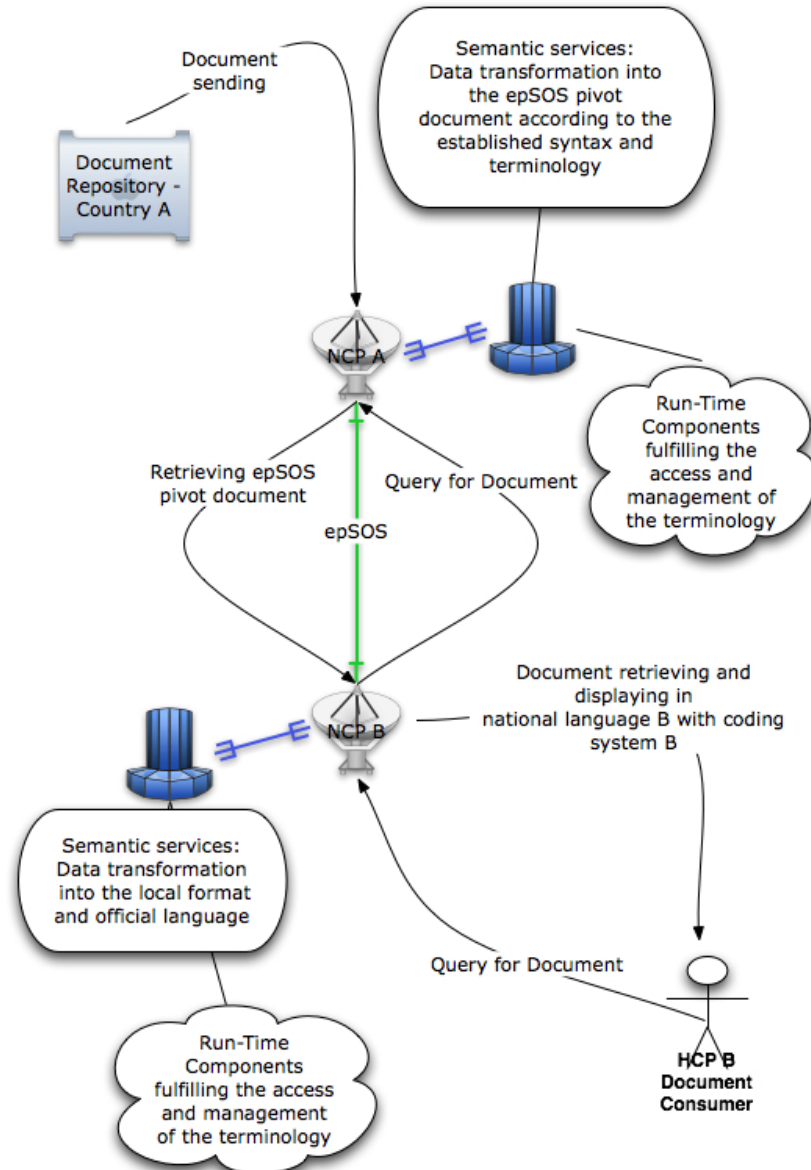 Document
sending
Semantic services:
Data transformation into
the epSOS pivot
document according to the
established syntax and
terminology
Document
Repository -
Country A
NCP A
Run-Time
Components
fulfilling the
access and
management of
the terminology
Retrieving epSOS
pivot document
Query for Document
epSOS
Document retrieving and
displaying in
national language B with coding
system B
NCP B
Semantic services:
Data transformation
into the local format
and official language
Query for Document
HCP B
Document
Consumer
Run-Time
Components
fulfilling the access
and management
of the terminology